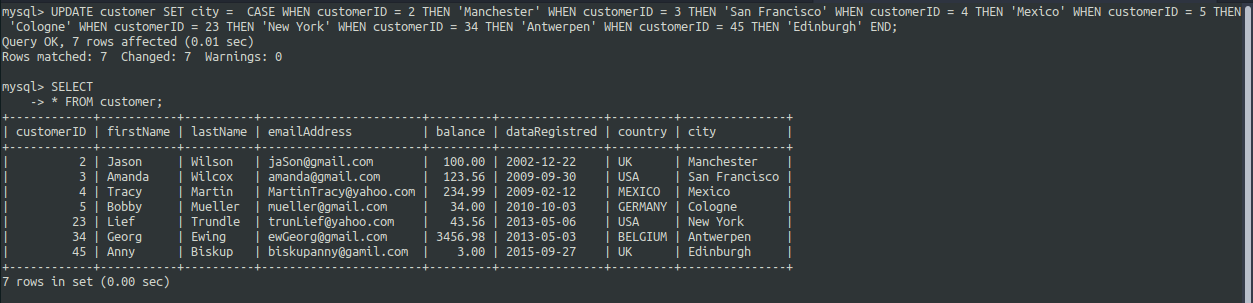 mysql> UPDATE customer SET city =  CASE WHEN customerID = 2 THEN 'Manchester' WHEN customerID = 3 THEN 'San Francisco' WHEN customerID = 4 THEN 'Mexico' WHEN customerID = 5 THEN
 'Cologne' WHEN customerID = 23 THEN 'New York' WHEN customerID = 34 THEN 'Antwerpen' WHEN customerID = 45 THEN 'Edinburgh' END;
Query OK, 7 rows affected (0.01 sec)
Rows matched: 7  Changed: 7  Warnings: 0

mysql> SELECT
    -> * FROM customer;
+------------+-----------+----------+-----------------------+---------+---------------+---------+---------------+
| customerID | firstName | lastName | emailAddress          | balance | dataRegistred | country | city          |
+------------+-----------+----------+-----------------------+---------+---------------+---------+---------------+
|          2 | Jason     | Wilson   | jaSon@gmail.com       |  100.00 | 2002-12-22    | UK      | Manchester    |
|          3 | Amanda    | Wilcox   | amanda@gmail.com      |  123.56 | 2009-09-30    | USA     | San Francisco |
|          4 | Tracy     | Martin   | MartinTracy@yahoo.com |  234.99 | 2009-02-12    | MEXICO  | Mexico        |
|          5 | Bobby     | Mueller  | mueller@gmail.com     |   34.00 | 2010-10-03    | GERMANY | Cologne       |
|         23 | Lief      | Trundle  | trunLief@yahoo.com    |   43.56 | 2013-05-06    | USA     | New York      |
|         34 | Georg     | Ewing    | ewGeorg@gmail.com     | 3456.98 | 2013-05-03    | BELGIUM | Antwerpen     |
|         45 | Anny      | Biskup   | biskupanny@gamil.com  |    3.00 | 2015-09-27    | UK      | Edinburgh     |
+------------+-----------+----------+-----------------------+---------+---------------+---------+---------------+
7 rows in set (0.00 sec)